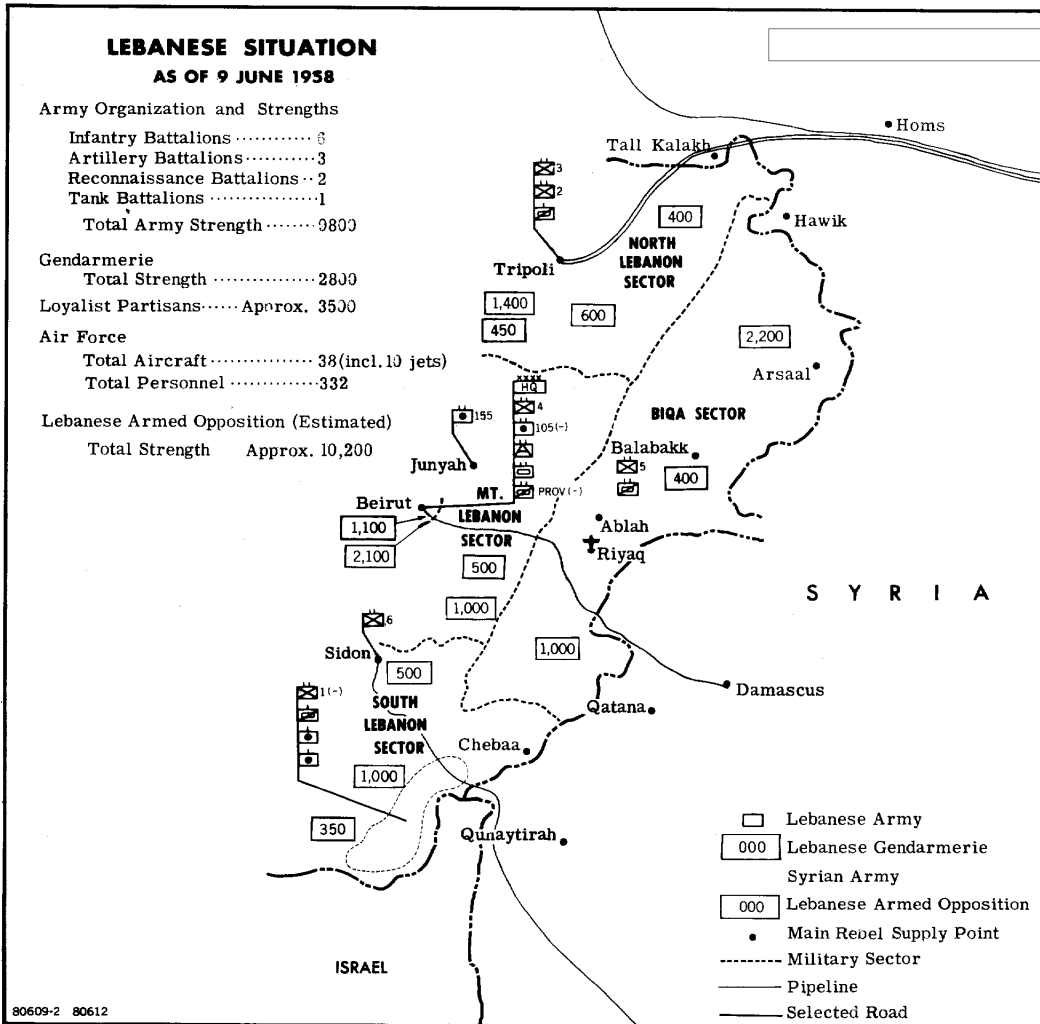 LEBANESE SITUATION
AS OF 9 JUNE 1958
Army Organization and Strengths
Infantry Battalions ············ 6
Artillery Battalions ·········· 3
Reconnaissance Battalions ·· 2
Tank Battalions ··············· 1
Total Army Strength ······· 9800
Gendarmerie
Total Strength ··········· 2800
Loyalist Partisans ····· Approx. 3500
Air Force
Total Aircraft ·············· 38 (incl. 10 jets)
Total Personnel ············ 332
Lebanese Armed Opposition (Estimated)
Total Strength Approx. 10,200
Homs
Tall Kalakh
3
2
400
Hawik
NORTH
LEBANON
SECTOR
Tripoli
1,400
600
450
2,200
Arsaal
XXXX
HQ
4
155
105(-)
BIQA SECTOR
Balabakk
5
400
Junyah
PROV(-)
MT.
LEBANON
SECTOR
Beirut
1,100
2,100
Ablah
Riyaq
500
SYRIA
1,000
6
1,000
Sidon
500
Damascus
1(-)
SOUTH
LEBANON
SECTOR
Qatana
Chebaa
1,000
350
Qunaytirah
ISRAEL
Lebanese Army
000 Lebanese Gendarmerie
Syrian Army
000 Lebanese Armed Opposition
Main Rebel Supply Point
Military Sector
Pipeline
Selected Road
80609-2 80612